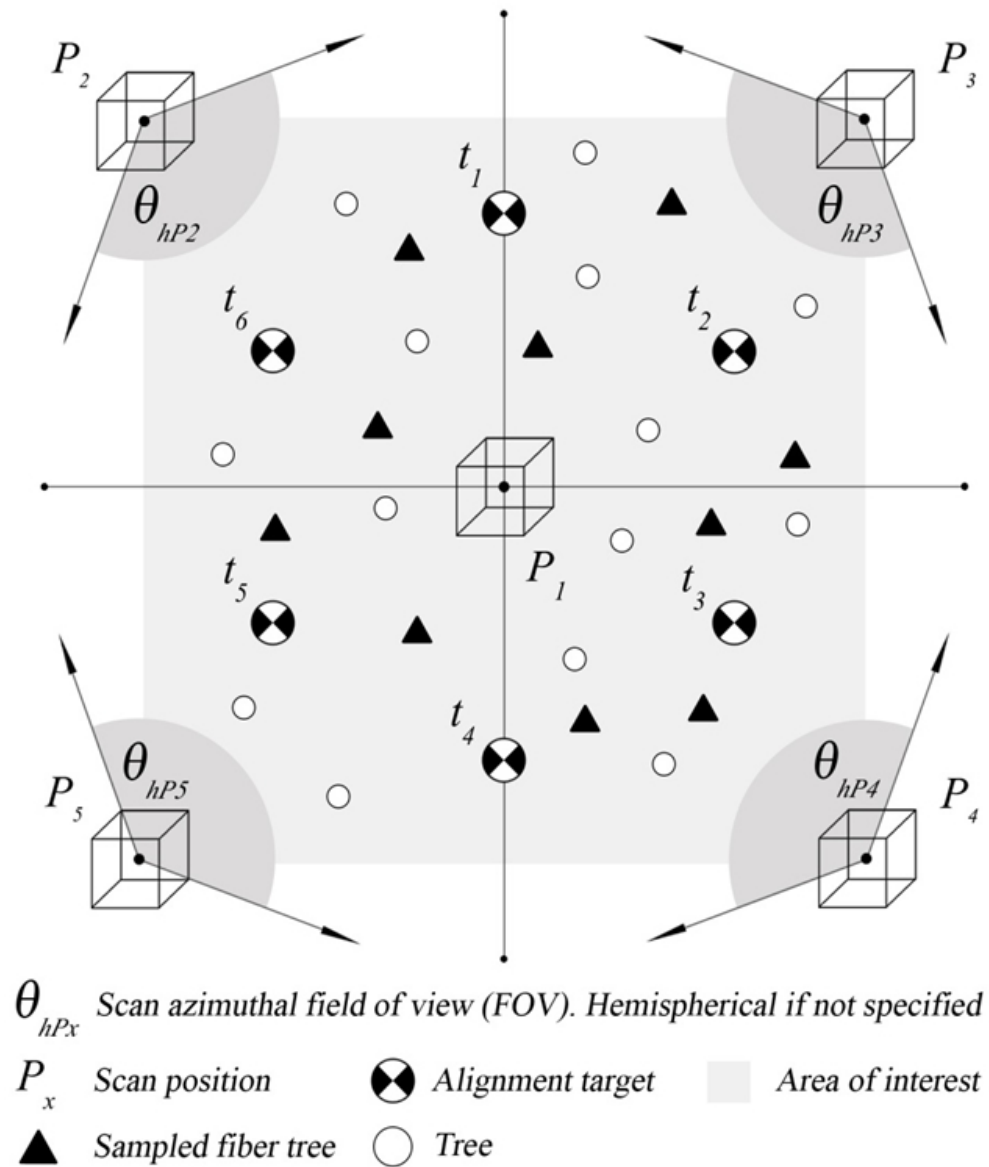 P2
P3
t1
θhP2
θhP3
t6
t2
P1
t5
t3
t4
θhP5
θhP4
P5
P4
θhPx Scan azimuthal field of view (FOV). Hemispherical if not specified
Px Scan position Alignment target Area of interest
Sampled fiber tree Tree